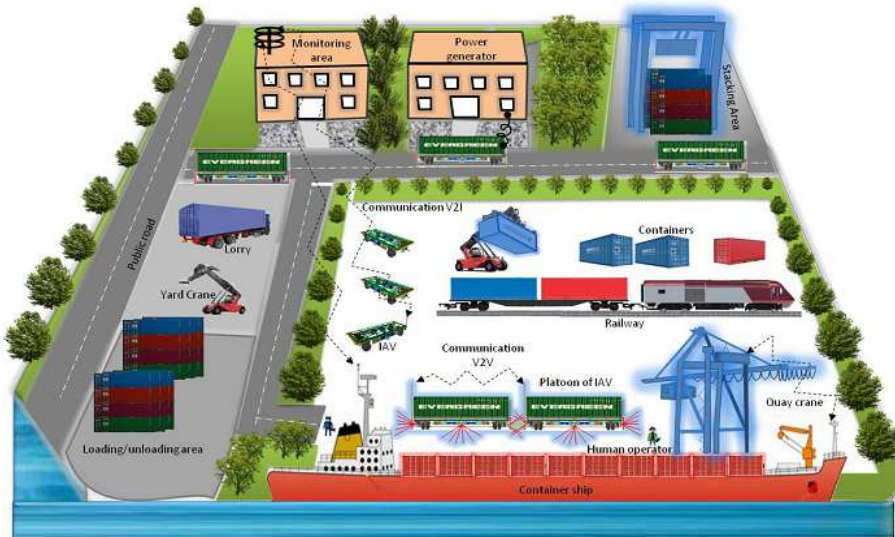 Monitoring
area
Power
generator
Stacking Area
EVERGREEN
EVERGREEN
EVERGREEN
Communication V2I
Containers
Public road
Lorry
Yard Crane
Railway
IAV
Communication
V2V
Platoon of IAV
EVERGREEN
EVERGREEN
Quay crane
Loading/unloading area
Human operator
Container ship